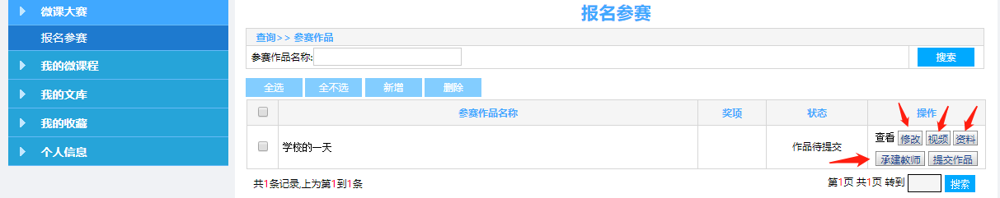 微课大赛
报名参赛
我的微课程
我的文库
我的收藏
个人信息
报名参赛
查询>> 参赛作品
参赛作品名称: 搜索
全选 全不选 新增 删除
参赛作品名称 奖项 状态 操作
学校的一天 作品待提交 查看 修改 视频 资料
承建教师 提交作品
共1条记录,上为第1到1条 第1页 共1页 转到 搜索